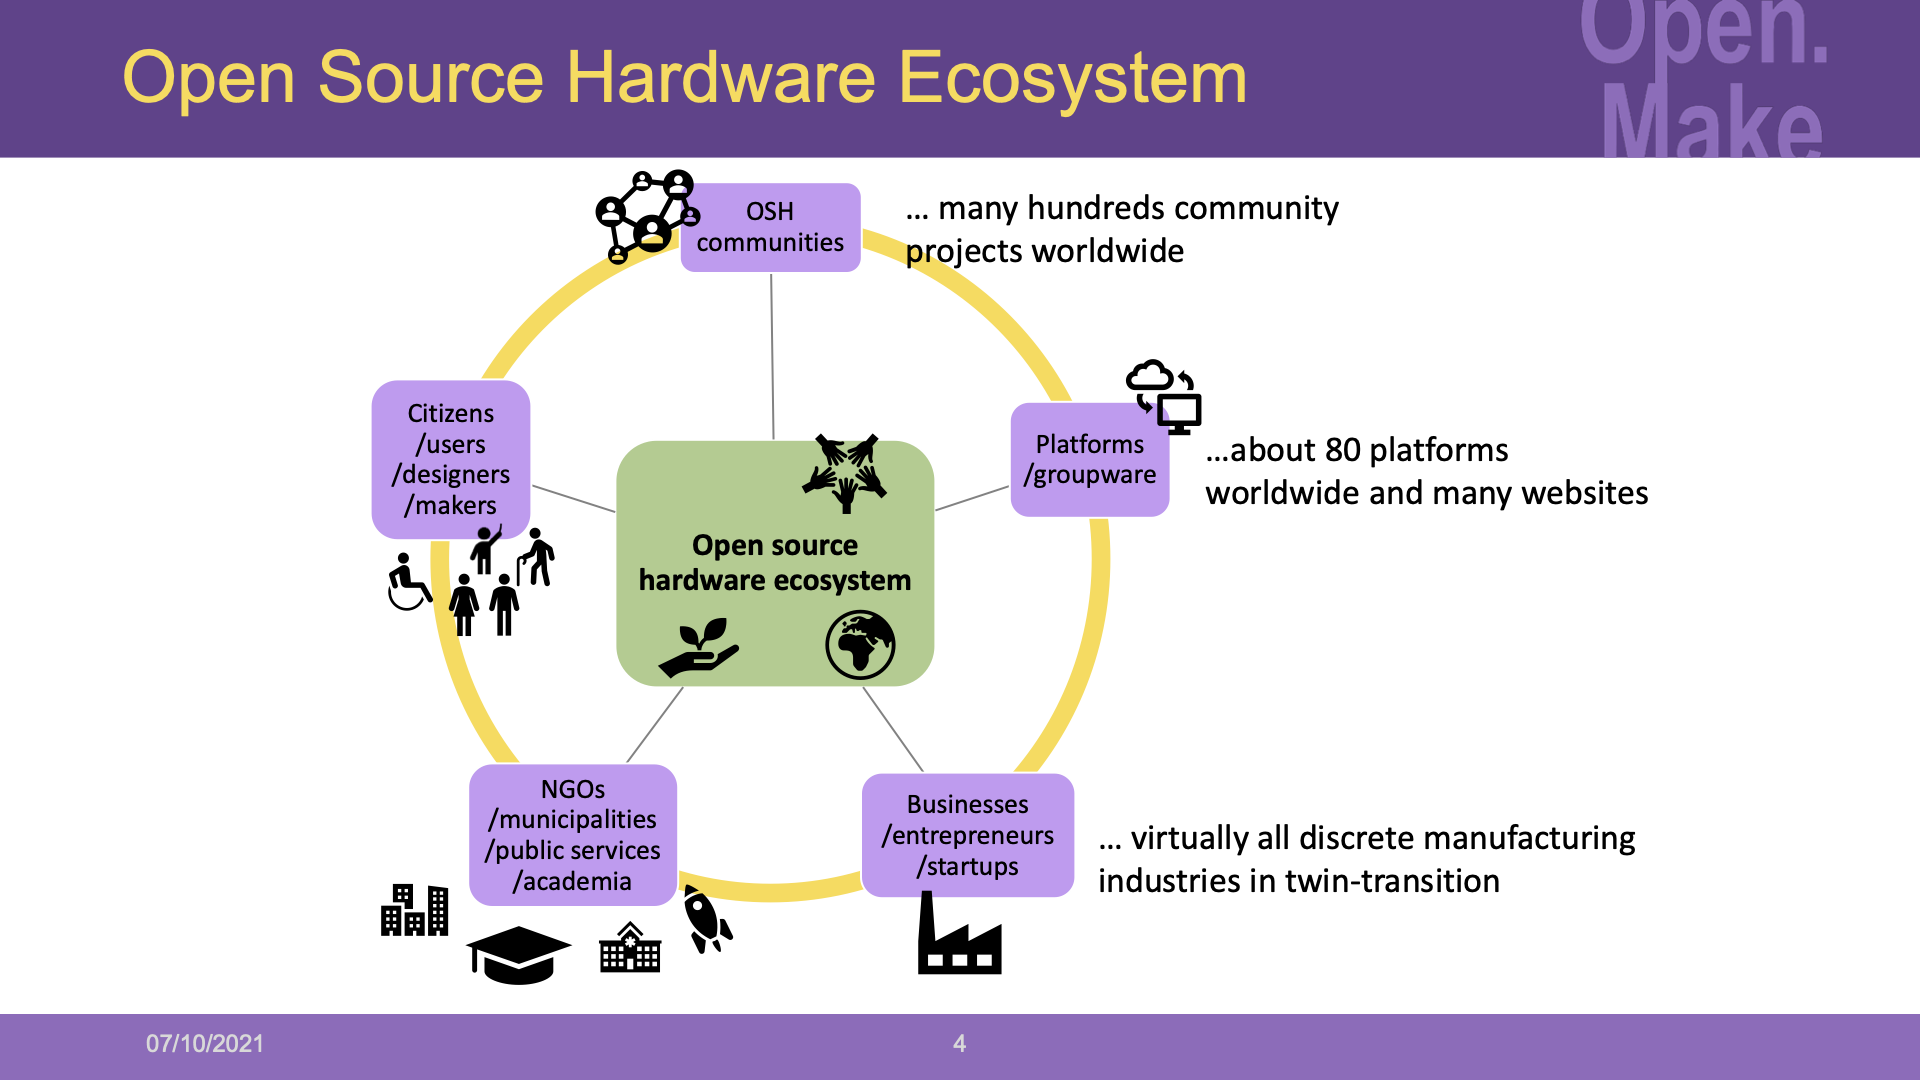 Open Source Hardware Ecosystem
Open.
Make
OSH
communities
... many hundreds community
projects worldwide
Citizens
/users
/designers
/makers
Platforms
/groupware
...about 80 platforms
worldwide and many websites
Open source
hardware ecosystem
NGOs
/municipalities
/public services
/academia
Businesses
/entrepreneurs
/startups
... virtually all discrete manufacturing
industries in twin-transition
07/10/2021
4